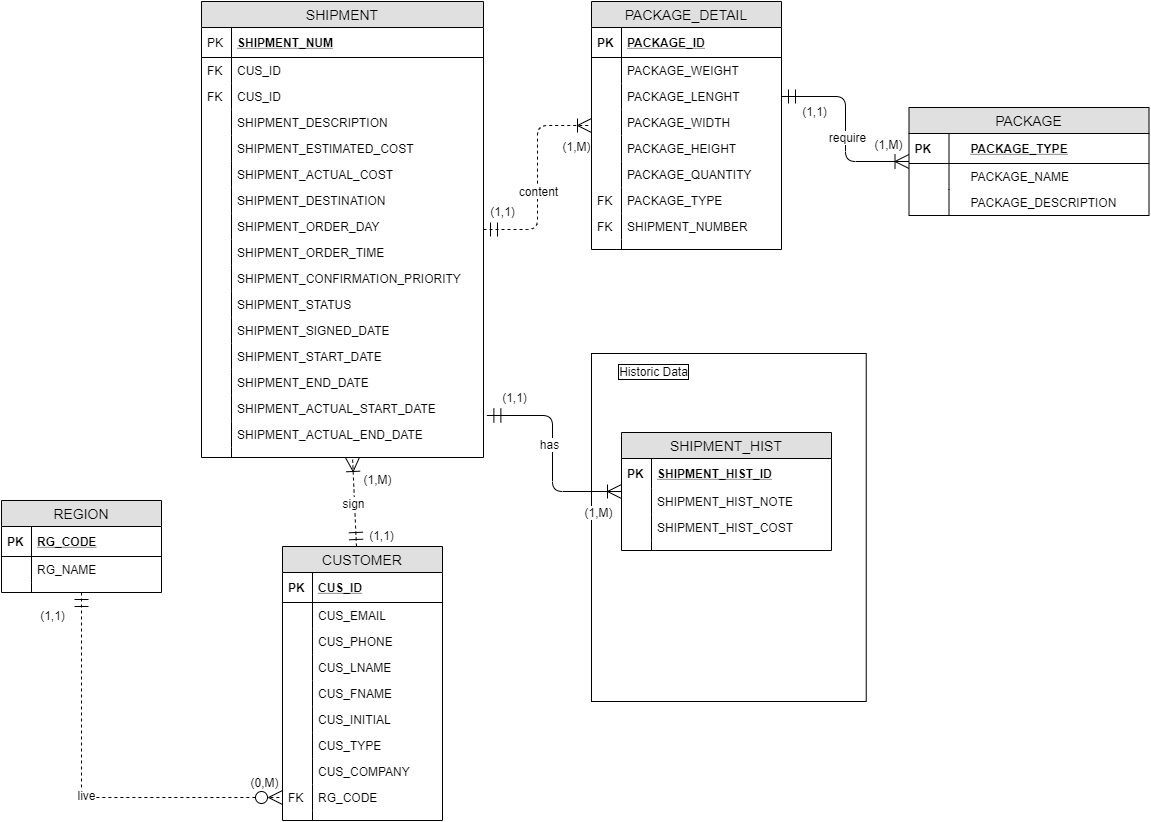 SHIPMENT
PK SHIPMENT_NUM
FK CUS_ID
FK CUS_ID
SHIPMENT_DESCRIPTION
SHIPMENT_ESTIMATED_COST
SHIPMENT_ACTUAL_COST
SHIPMENT_DESTINATION
SHIPMENT_ORDER_DAY
SHIPMENT_ORDER_TIME
SHIPMENT_CONFIRMATION_PRIORITY
SHIPMENT_STATUS
SHIPMENT_SIGNED_DATE
SHIPMENT_START_DATE
SHIPMENT_END_DATE
SHIPMENT_ACTUAL_START_DATE
SHIPMENT_ACTUAL_END_DATE
(1,1)
content
(1,M)
PACKAGE_DETAIL
PK PACKAGE_ID
PACKAGE_WEIGHT
PACKAGE_LENGHT
PACKAGE_WIDTH
PACKAGE_HEIGHT
PACKAGE_QUANTITY
FK PACKAGE_TYPE
FK SHIPMENT_NUMBER
(1,1)
require
(1,M)
PACKAGE
PK PACKAGE_TYPE
PACKAGE_NAME
PACKAGE_DESCRIPTION
(1,1)
has
(1,M)
Historic Data
SHIPMENT_HIST
PK SHIPMENT_HIST_ID
SHIPMENT_HIST_NOTE
SHIPMENT_HIST_COST
(1,M)
sign
(1,1)
REGION
PK RG_CODE
RG_NAME
(1,1)
live
(0,M)
CUSTOMER
PK CUS_ID
CUS_EMAIL
CUS_PHONE
CUS_LNAME
CUS_FNAME
CUS_INITIAL
CUS_TYPE
CUS_COMPANY
FK RG_CODE